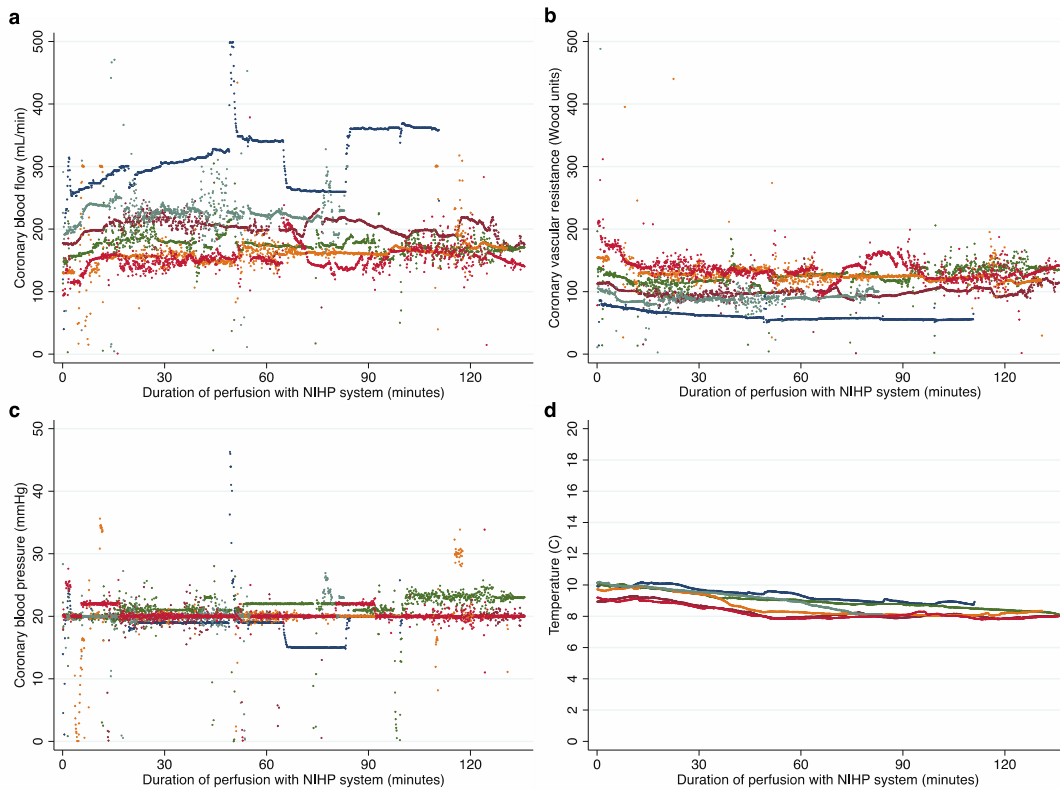 a
Coronary blood flow (mL/min)
500
400
300
200
100
0
0 30 60 90 120
Duration of perfusion with NIHP system (minutes)
b
Coronary vascular resistance (Wood units)
500
400
300
200
100
0
0 30 60 90 120
Duration of perfusion with NIHP system (minutes)
c
Coronary blood pressure (mmHg)
50
40
30
20
10
0
0 30 60 90 120
Duration of perfusion with NIHP system (minutes)
d
Temperature (C)
20
18
16
14
12
10
8
6
4
2
0
0 30 60 90 120
Duration of perfusion with NIHP system (minutes)